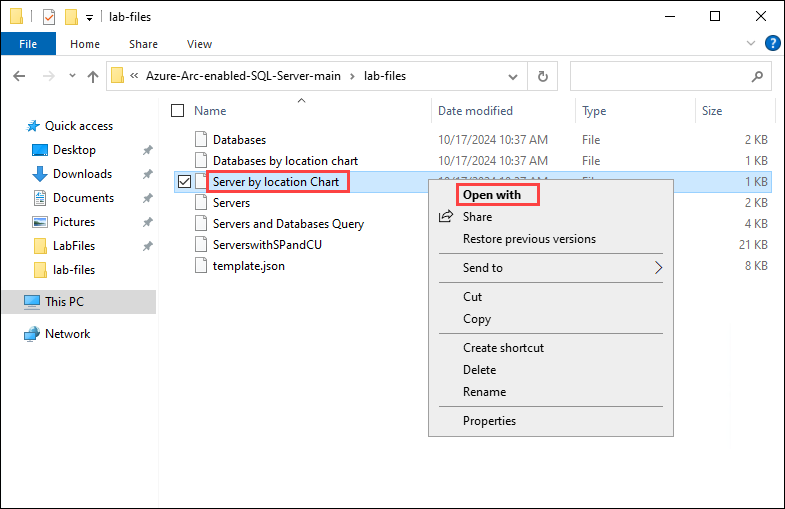 lab-files
File Home Share View
« Azure-Arc-enabled-SQL-Server-main > lab-files
Name Date modified Type Size
Quick access
Desktop
Downloads
Documents
Pictures
LabFiles
lab-files
This PC
Network
Databases 10/17/2024 10:37 AM File 2 KB
Databases by location chart 10/17/2024 10:37 AM File 1 KB
Server by location Chart 1 KB
Servers 2 KB
Servers and Databases Query 4 KB
ServerswithSPandCU 21 KB
template.json 8 KB
Open with
Share
Restore previous versions
Send to
Cut
Copy
Create shortcut
Delete
Rename
Properties